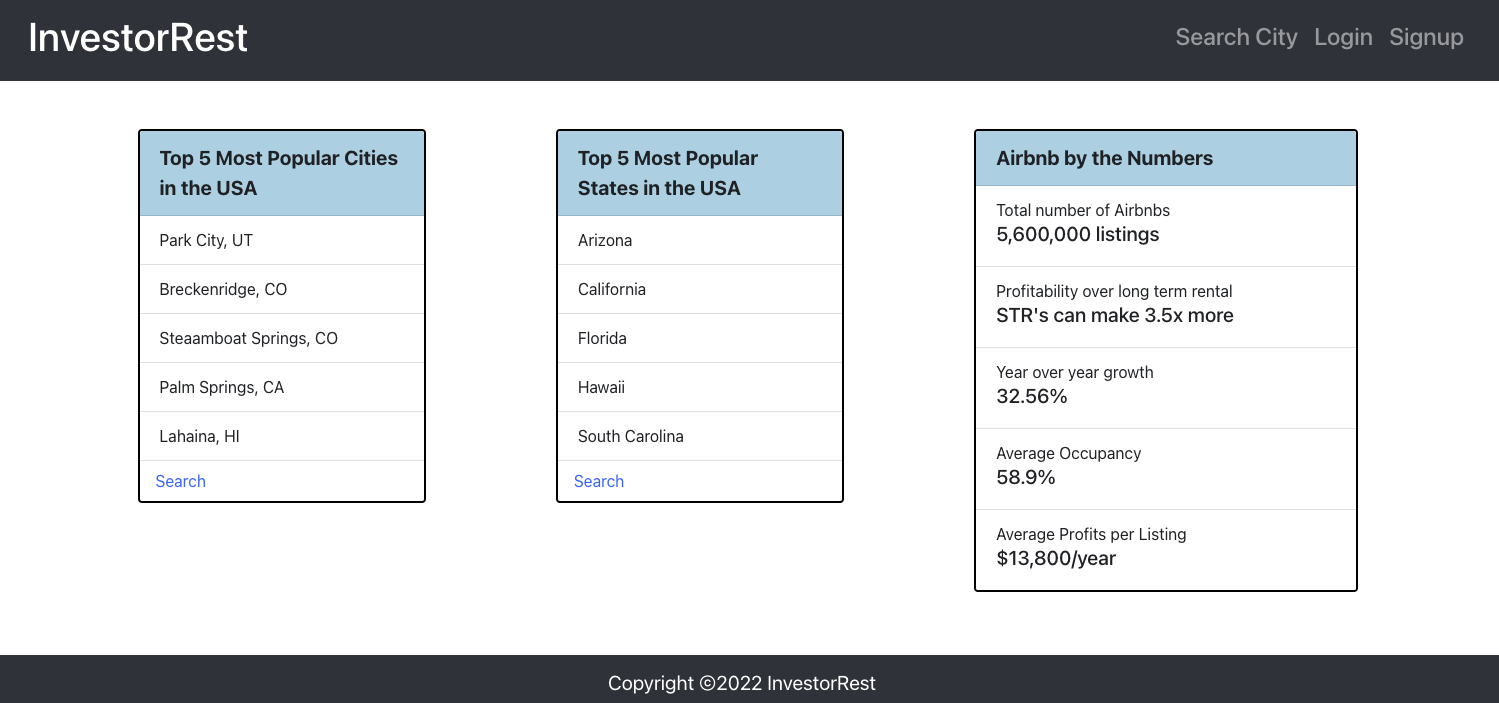 InvestorRest
Search City Login Signup
Top 5 Most Popular Cities
in the USA
Park City, UT
Breckenridge, CO
Steaamboat Springs, CO
Palm Springs, CA
Lahaina, HI
Search
Top 5 Most Popular
States in the USA
Arizona
California
Florida
Hawaii
South Carolina
Search
Airbnb by the Numbers
Total number of Airbnbs
5,600,000 listings
Profitability over long term rental
STR's can make 3.5x more
Year over year growth
32.56%
Average Occupancy
58.9%
Average Profits per Listing
$13,800/year
Copyright ©2022 InvestorRest